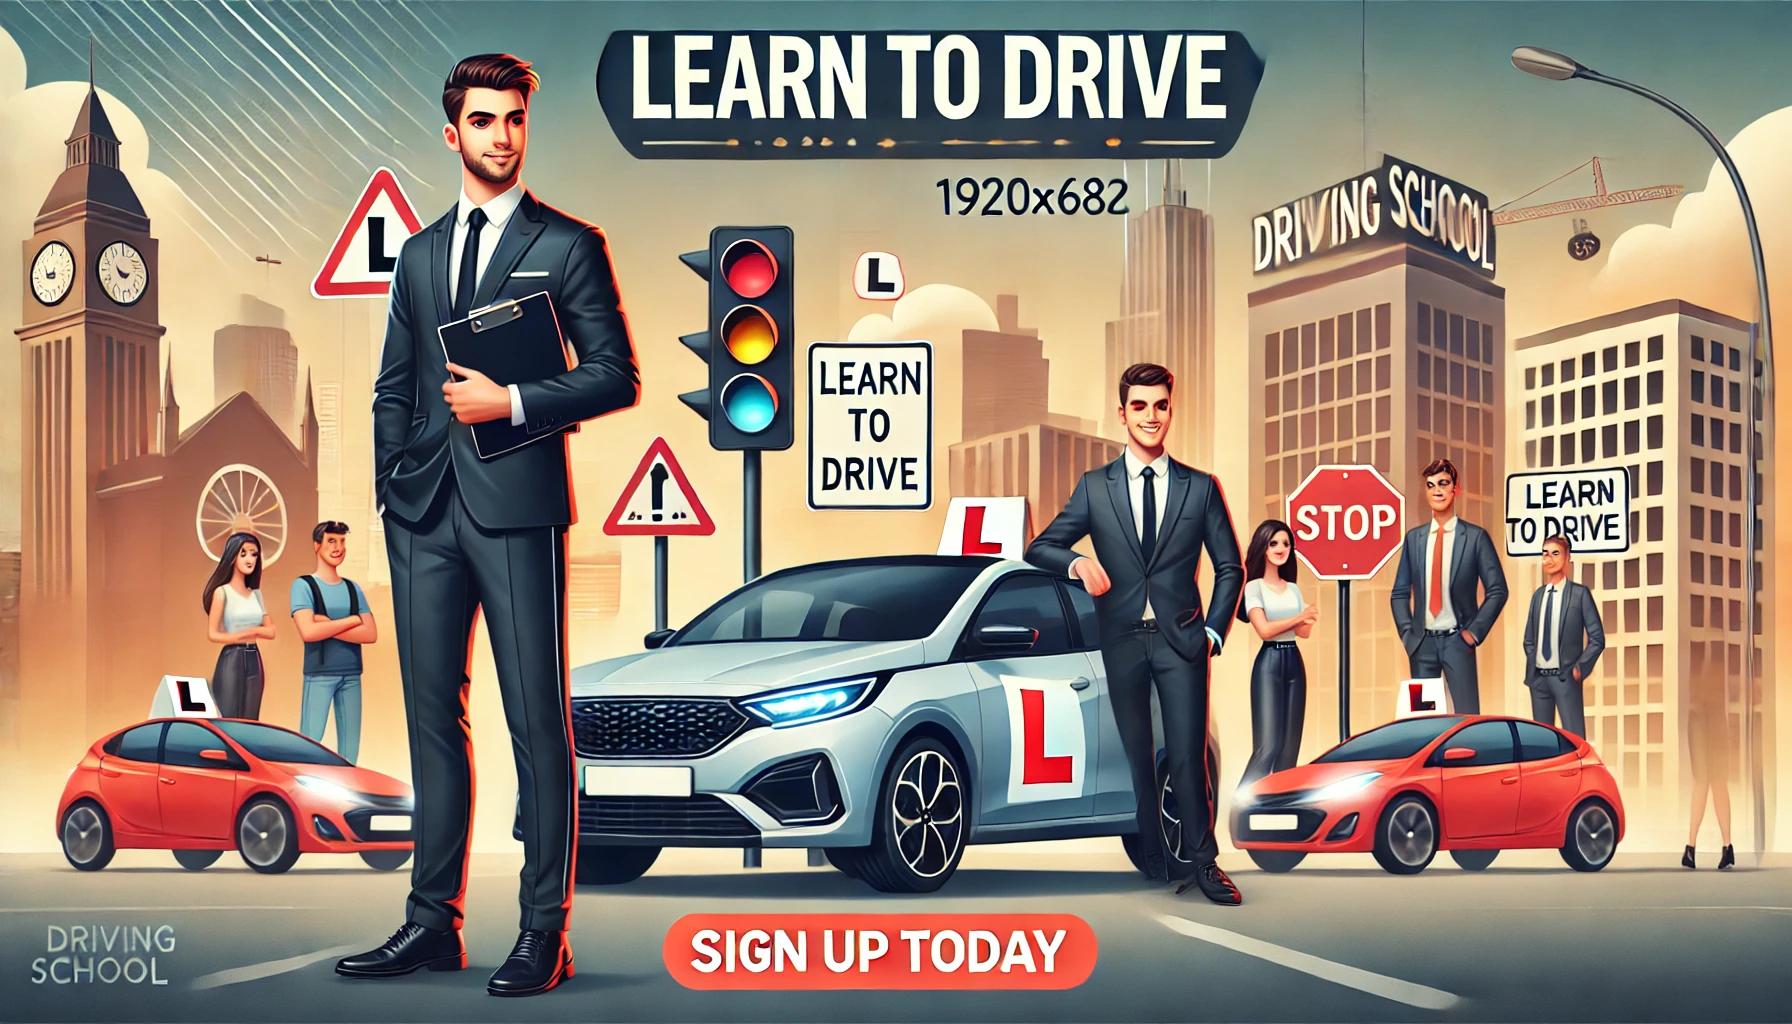 LEARN TO DRIVE
1920x682
DRIVING SCHOOL
L
L
LEARN
TO
DRIVE
L
STOP
LEARN
TO DRIVE
L
L
L
SIGN UP TODAY
DRIVING
SCHOOL